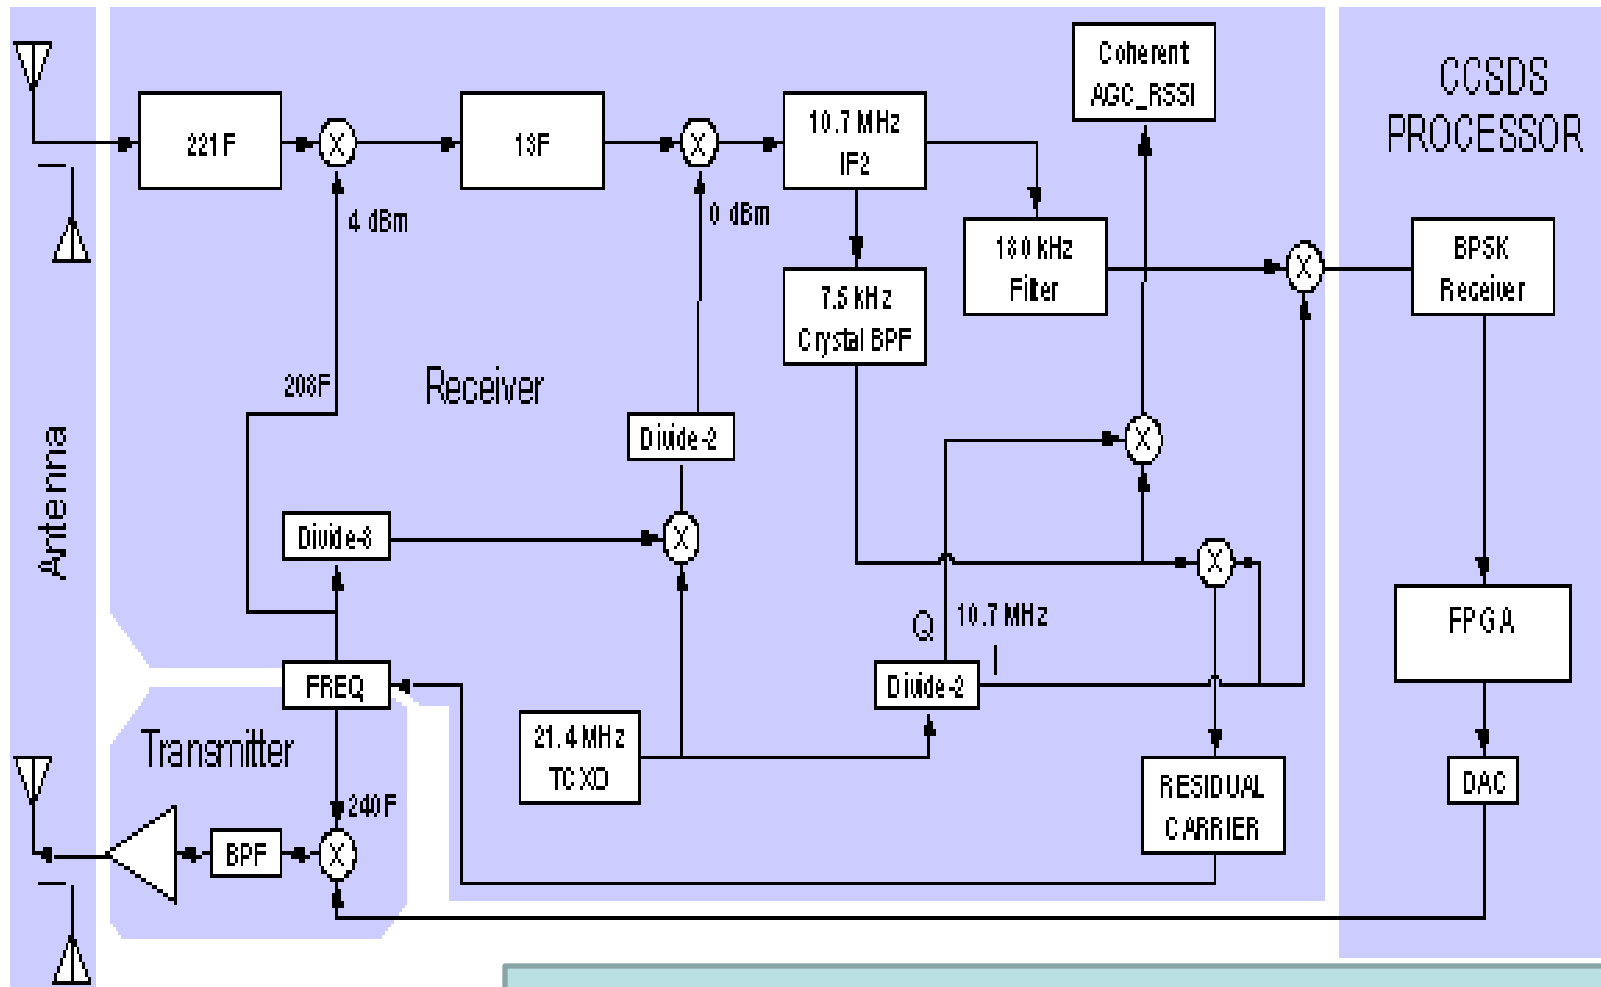 Coherent
AGC_RSSI
CCSDS
PROCESSOR
221F
X
13F
X
10.7 MHz
IF2
4 dBm
0 dBm
180 kHz
Filter
X
BPSK
Receiver
7.5 kHz
Crystal BPF
208F
Receiver
Divide-2
X
Antenna
Divide-8
X
X
Q
10.7 MHz
I
FPGA
FREQ
Divide-2
Transmitter
21.4 MHz
TCXO
RESIDUAL
CARRIER
DAC
240F
BPF
X